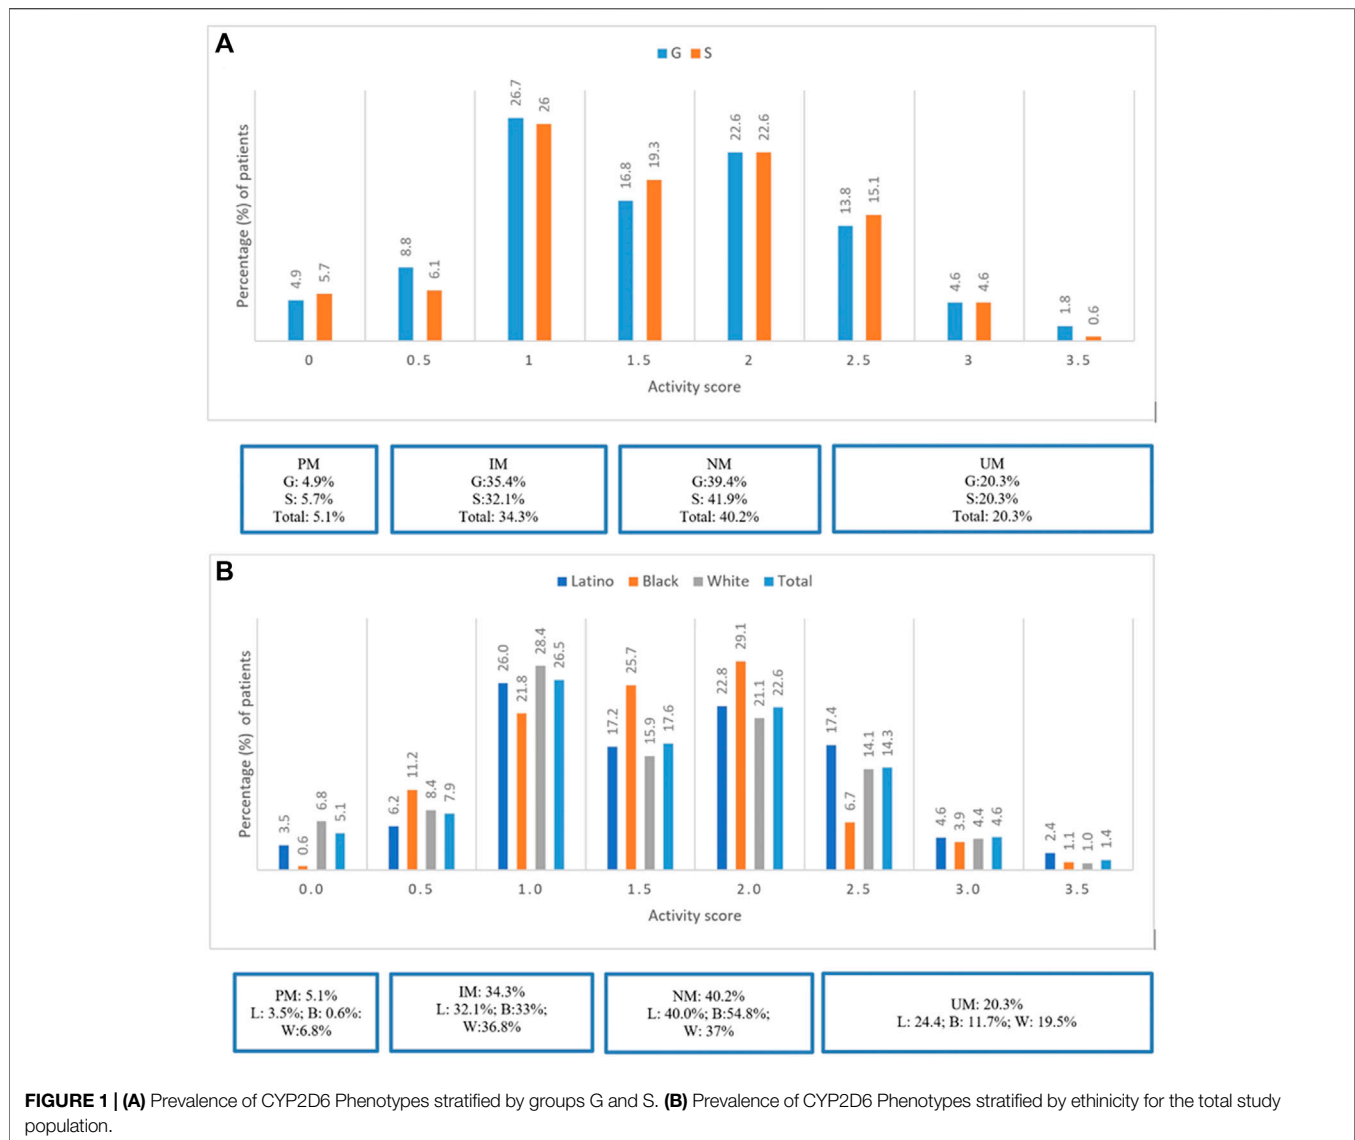 A
G S
Percentage (%) of patients
4.9 5.7 8.8 6.1 26.7 26 16.8 19.3 22.6 22.6 13.8 15.1 4.6 4.6 1.8 0.6
0 0.5 1 1.5 2 2.5 3 3.5
Activity score
PM
G: 4.9%
S: 5.7%
Total: 5.1%
IM
G:35.4%
S:32.1%
Total: 34.3%
NM
G:39.4%
S: 41.9%
Total: 40.2%
UM
G:20.3%
S:20.3%
Total: 20.3%
B
Latino Black White Total
Percentage (%) of patients
3.5 0.6 6.8 5.1 6.2 11.2 8.4 7.9 26.0 21.8 28.4 26.5 17.2 25.7 15.9 17.6 22.8 29.1 21.1 22.6 17.4 6.7 14.1 14.3 4.6 3.9 4.4 4.6 2.4 1.1 1.0 1.4
0.0 0.5 1.0 1.5 2.0 2.5 3.0 3.5
Activity score
PM: 5.1%
L: 3.5%; B: 0.6%:
W:6.8%
IM: 34.3%
L: 32.1%; B:33%;
W:36.8%
NM: 40.2%
L: 40.0%; B:54.8%;
W: 37%
UM: 20.3%
L: 24.4; B: 11.7%; W: 19.5%
FIGURE 1 | (A) Prevalence of CYP2D6 Phenotypes stratified by groups G and S. (B) Prevalence of CYP2D6 Phenotypes stratified by ethinicity for the total study
population.